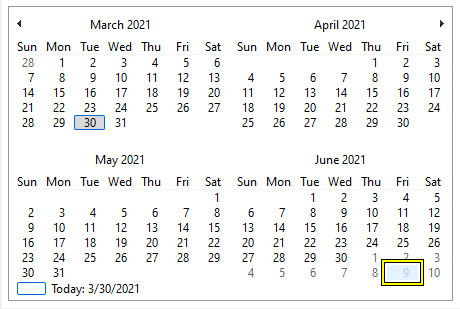 March 2021
Sun Mon Tue Wed Thu Fri Sat
28 1 2 3 4 5 6
7 8 9 10 11 12 13
14 15 16 17 18 19 20
21 22 23 24 25 26 27
28 29 30 31
April 2021
Sun Mon Tue Wed Thu Fri Sat
1 2 3
4 5 6 7 8 9 10
11 12 13 14 15 16 17
18 19 20 21 22 23 24
25 26 27 28 29 30
May 2021
Sun Mon Tue Wed Thu Fri Sat
1
2 3 4 5 6 7 8
9 10 11 12 13 14 15
16 17 18 19 20 21 22
23 24 25 26 27 28 29
30 31
June 2021
Sun Mon Tue Wed Thu Fri Sat
1 2 3 4 5
6 7 8 9 10 11 12
13 14 15 16 17 18 19
20 21 22 23 24 25 26
27 28 29 30 1 2 3
4 5 6 7 8 9 10
Today: 3/30/2021